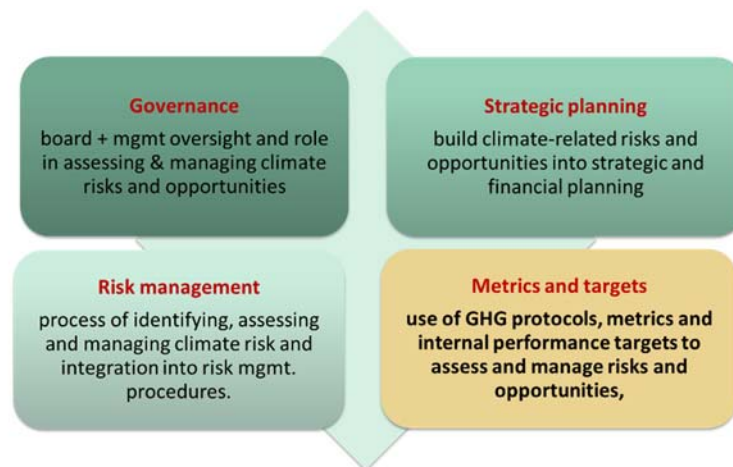 Governance
board + mgmt oversight and role
in assessing & managing climate
risks and opportunities
Strategic planning
build climate-related risks and
opportunities into strategic and
financial planning
Risk management
process of identifying, assessing
and managing climate risk and
integration into risk mgmt.
procedures.
Metrics and targets
use of GHG protocols, metrics and
internal performance targets to
assess and manage risks and
opportunities,